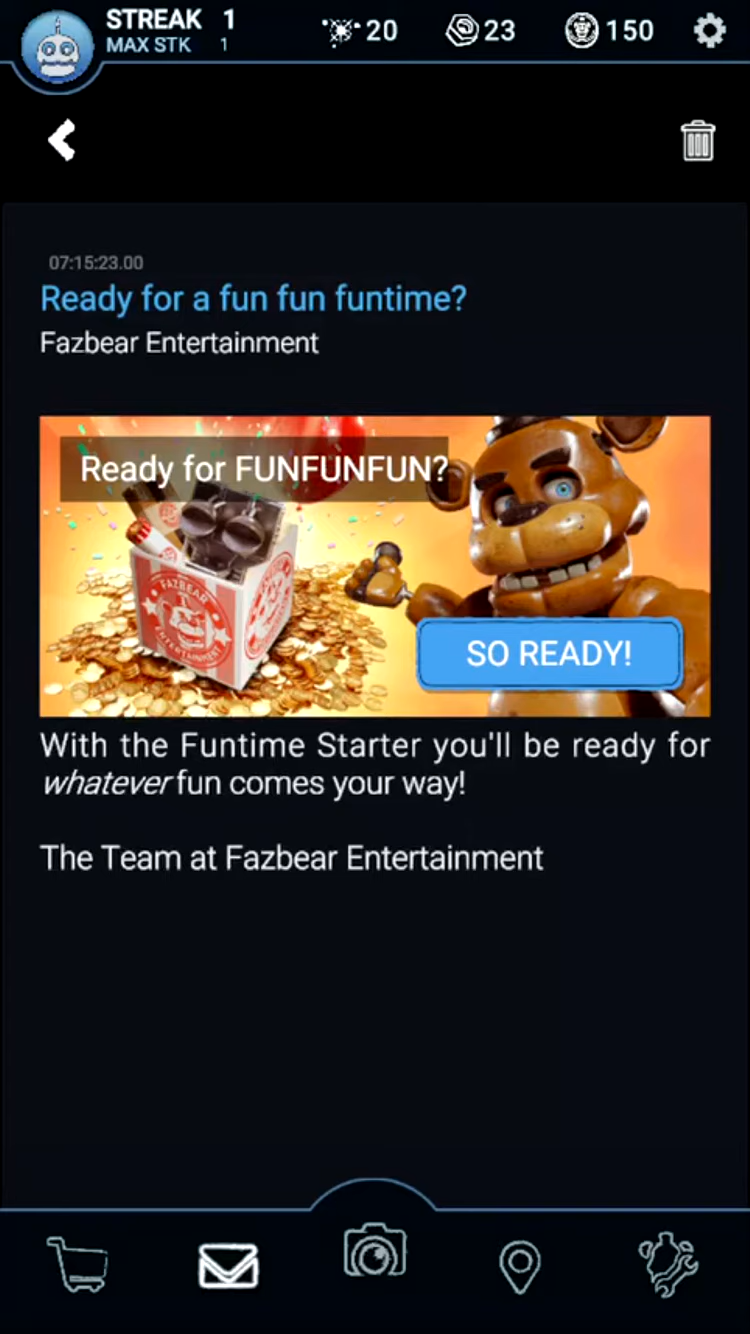 STREAK 1
MAX STK 1
20
23
150
07:15:23.00
Ready for a fun fun funtime?
Fazbear Entertainment
Ready for FUNFUNFUN?
FAZBEAR
ENTERTAINMENT
SO READY!
With the Funtime Starter you'll be ready for
whatever fun comes your way!
The Team at Fazbear Entertainment